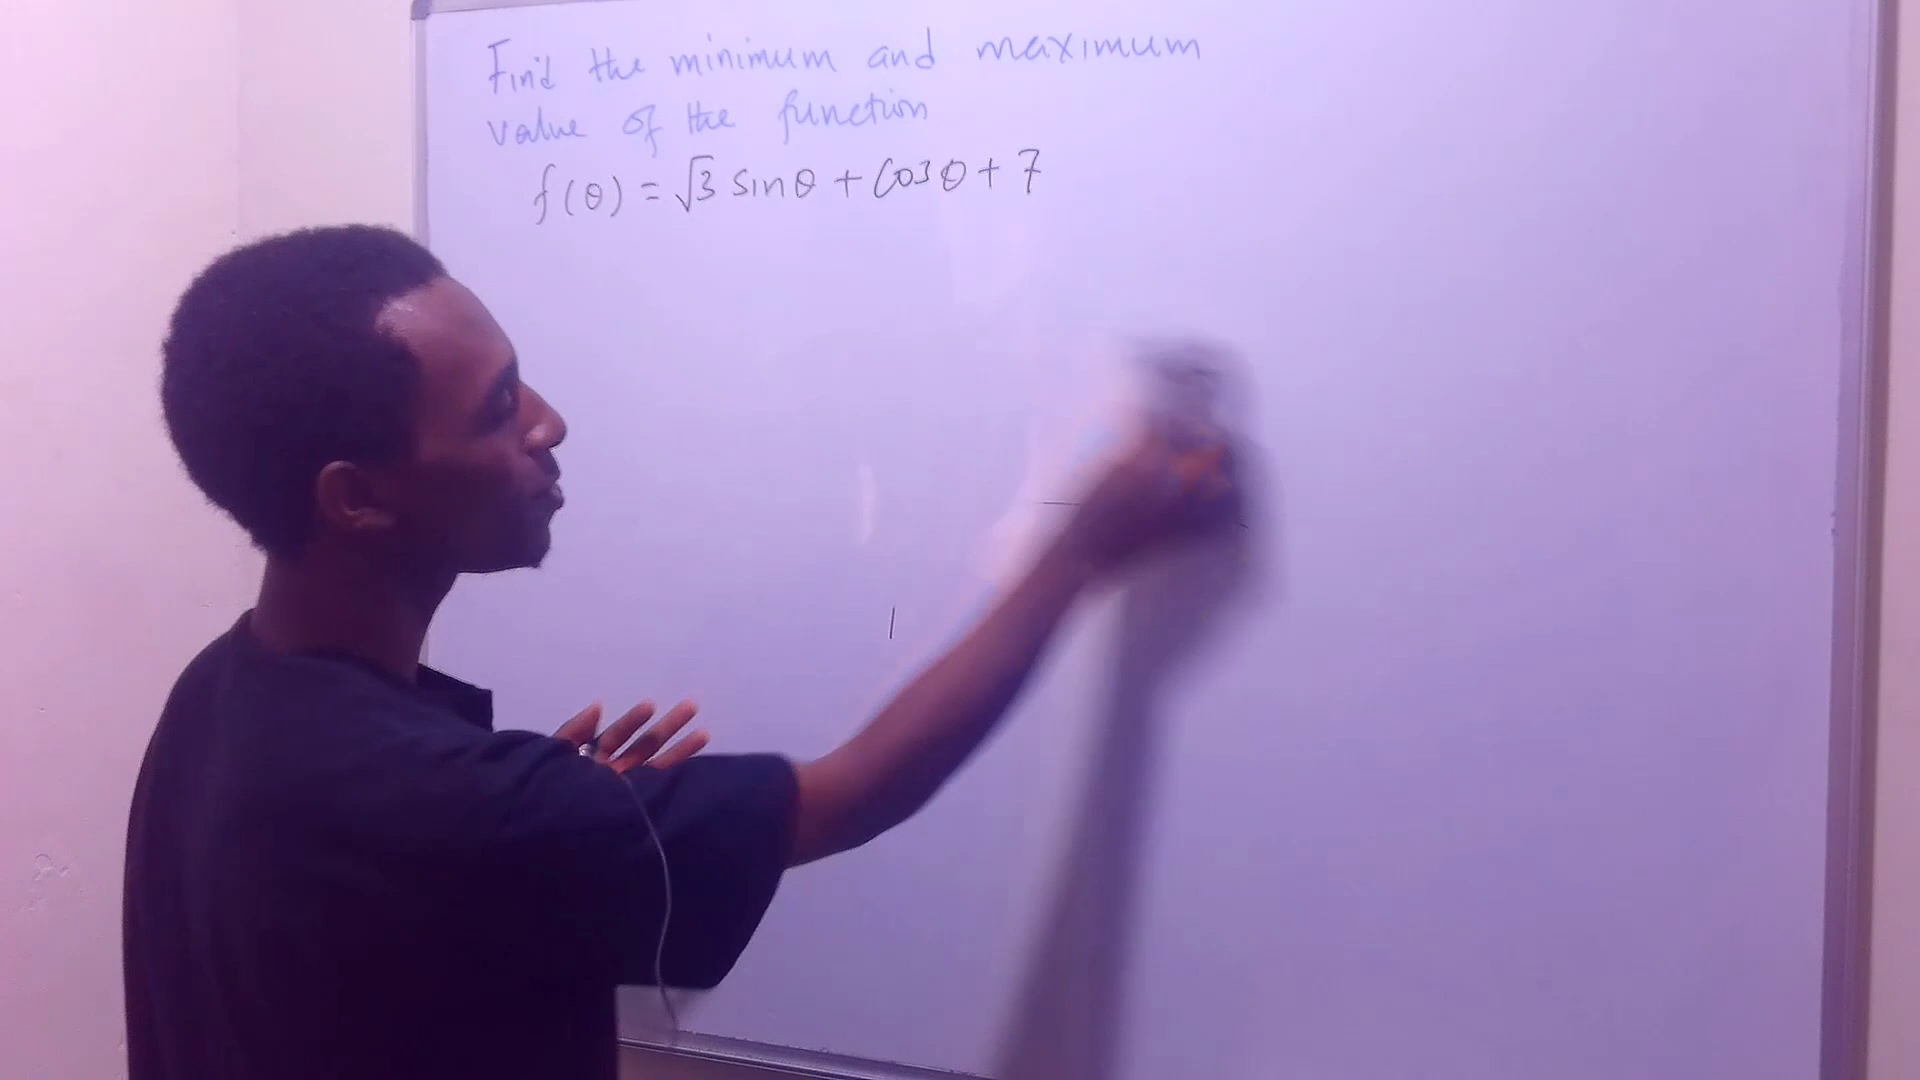 Find the minimum and maximum
value of the function
f(θ) = √3 sinθ + cosθ + 7